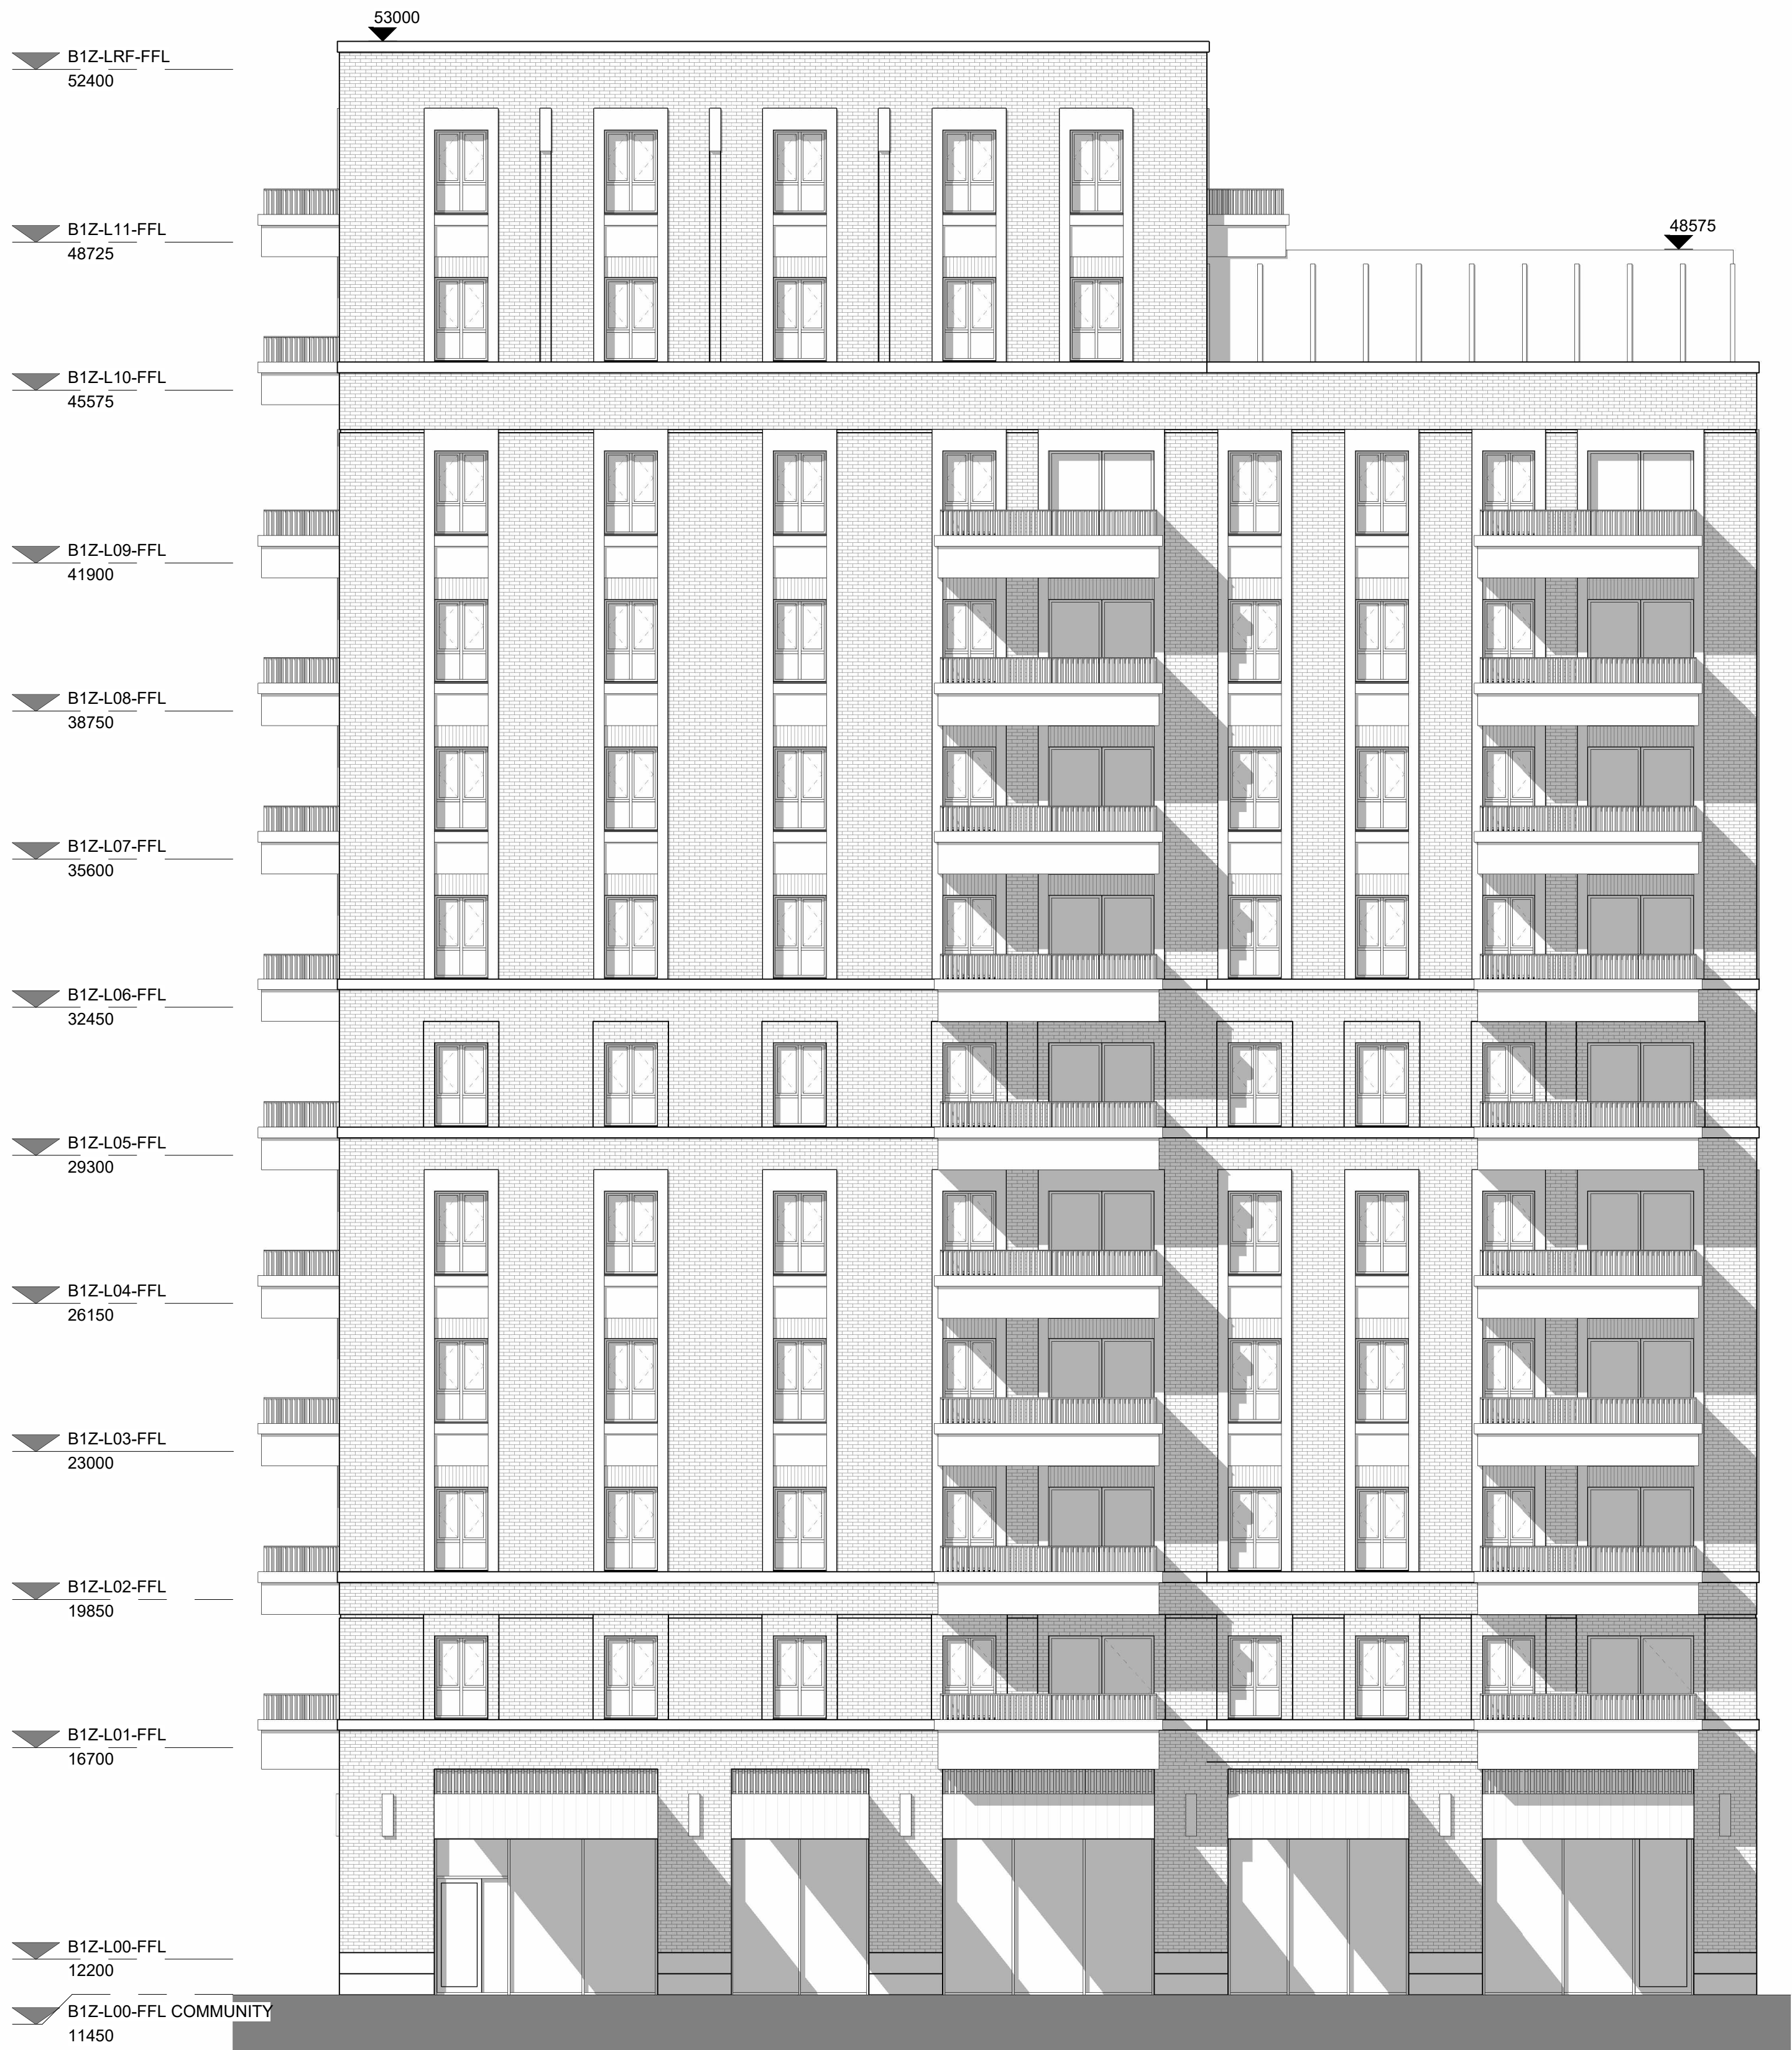 53000
B1Z-LRF-FFL
52400
48575
B1Z-L11-FFL
48725
B1Z-L10-FFL
45575
B1Z-L09-FFL
41900
B1Z-L08-FFL
38750
B1Z-L07-FFL
35600
B1Z-L06-FFL
32450
B1Z-L05-FFL
29300
B1Z-L04-FFL
26150
B1Z-L03-FFL
23000
B1Z-L02-FFL
19850
B1Z-L01-FFL
16700
B1Z-L00-FFL
12200
B1Z-L00-FFL COMMUNITY
11450